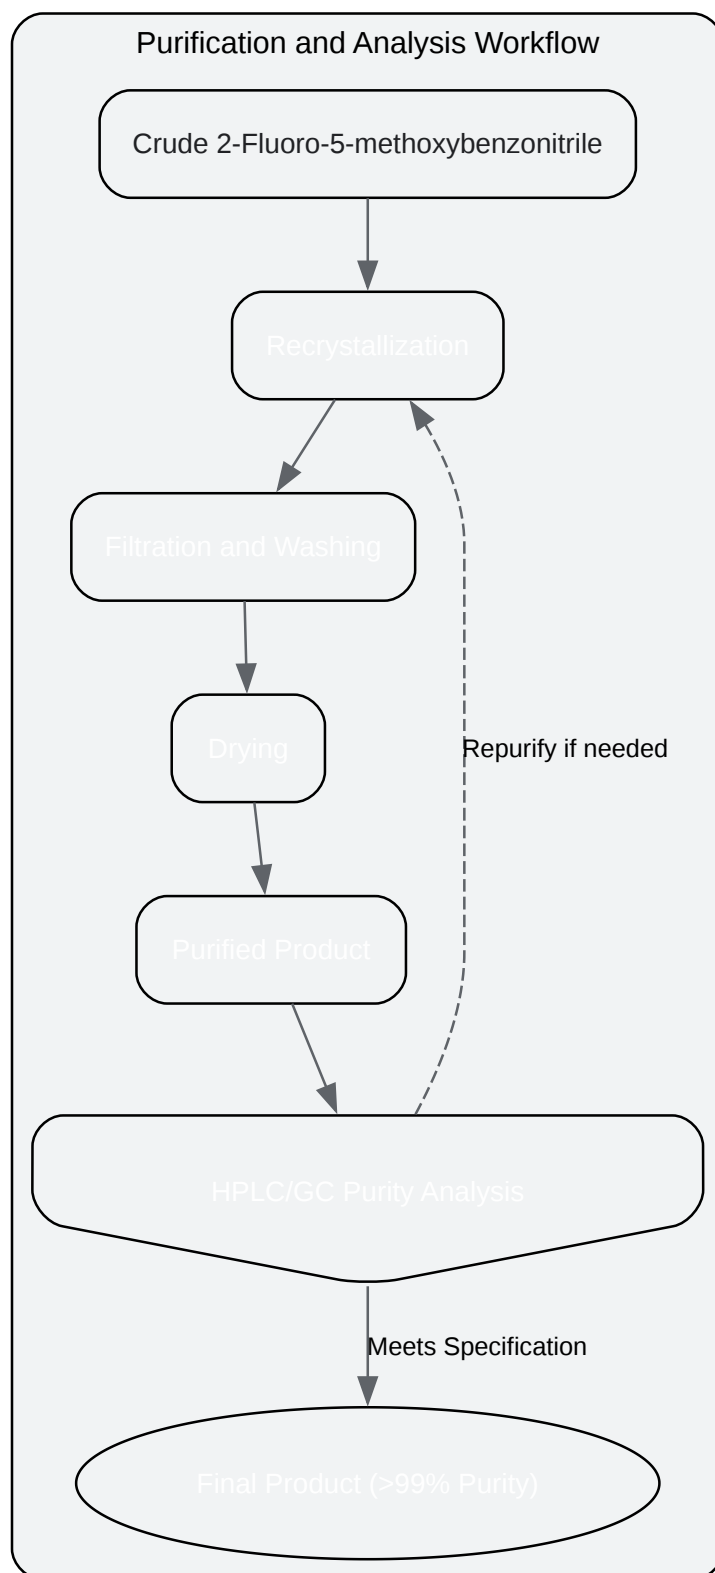 Purification and Analysis Workflow
Crude 2-Fluoro-5-methoxybenzonitrile
Recrystallization
Filtration and Washing
Drying
Repurify if needed
Purified Product
HPLC/GC Purity Analysis
Meets Specification
Final Product (>99% Purity)